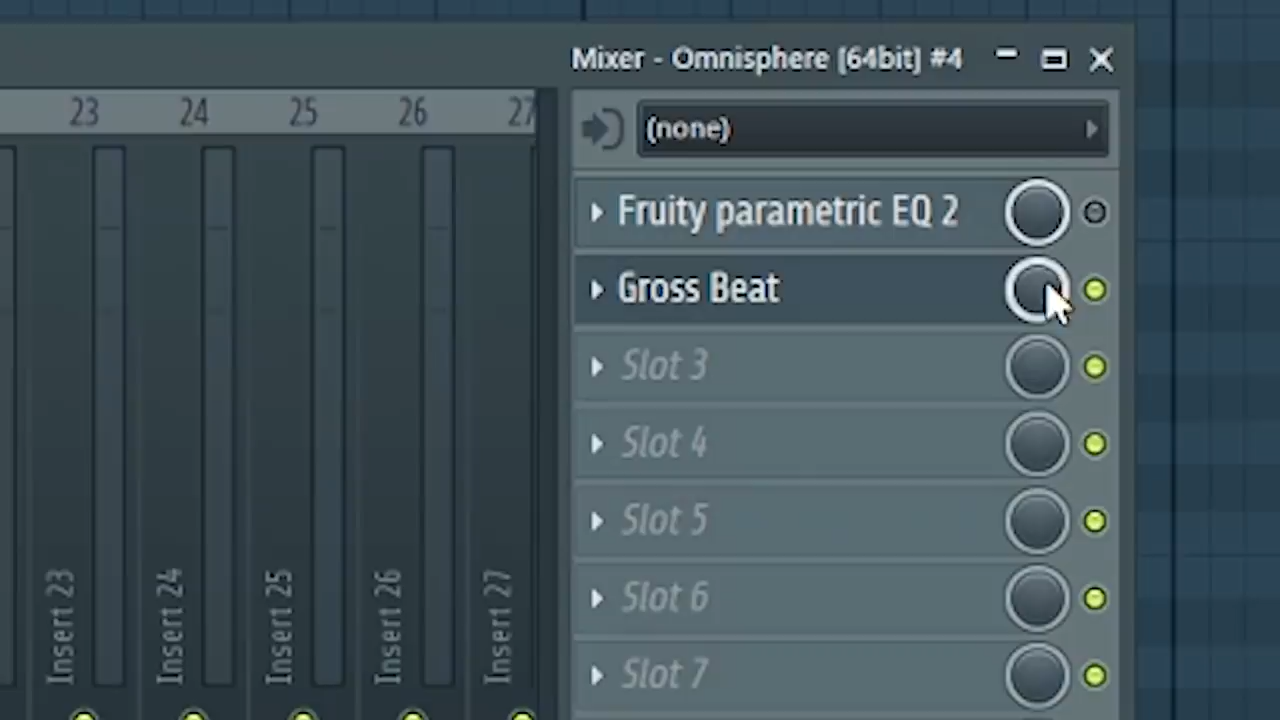 Mixer - Omnisphere [64bit] #4
23 24 25 26 27
(none)
Fruity parametric EQ 2
Gross Beat
Slot 3
Slot 4
Slot 5
Slot 6
Slot 7
Insert 23
Insert 24
Insert 25
Insert 26
Insert 27